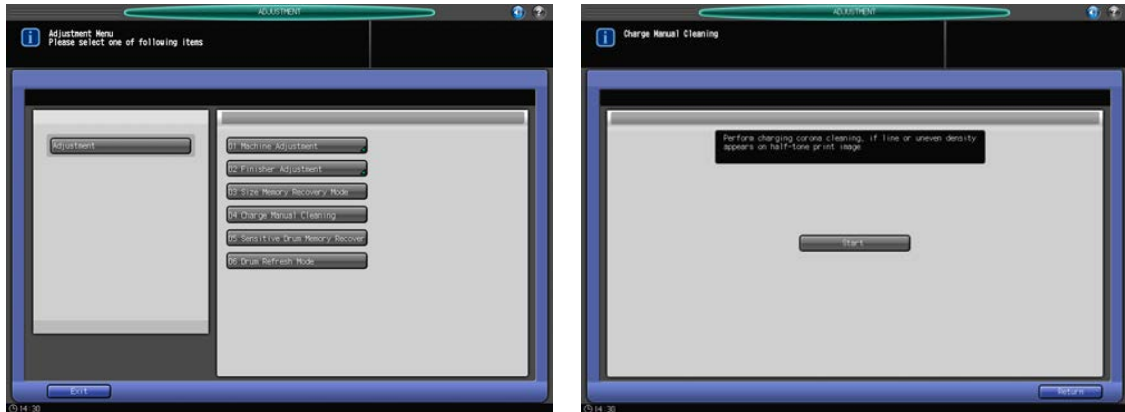 ADJUSTMENT
Adjustment Menu
Please select one of following items
Adjustment
01 Machine Adjustment
02 Finisher Adjustment
03 Size Memory Recovery Mode
04 Charge Manual Cleaning
05 Sensitive Drum Memory Recover
06 Drum Refresh Mode
Exit
14:30
ADJUSTMENT
Charge Manual Cleaning
Perform charging corona cleaning, if line or uneven density
appears on half-tone print image
Start
Return
14:30